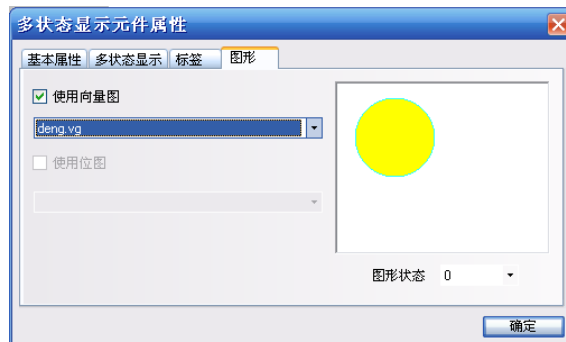 多状态显示元件属性
基本属性 多状态显示 标签 图形
使用向量图
deng.vg
使用位图
图形状态 0
确定